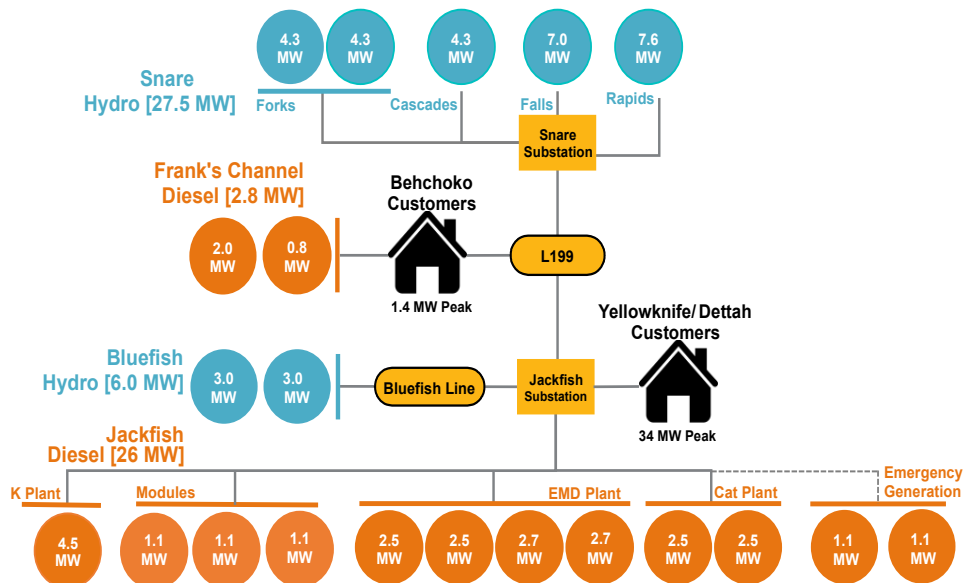 4.3
MW
4.3
MW
4.3
MW
7.0
MW
7.6
MW
Snare
Hydro [27.5 MW]
Forks
Cascades
Falls
Rapids
Snare
Substation
Frank's Channel
Diesel [2.8 MW]
2.0
MW
0.8
MW
Behchoko
Customers
1.4 MW Peak
L199
Yellowknife/ Dettah
Customers
34 MW Peak
Bluefish
Hydro [6.0 MW]
3.0
MW
3.0
MW
Bluefish Line
Jackfish
Substation
Jackfish
Diesel [26 MW]
K Plant
Modules
EMD Plant
Cat Plant
Emergency
Generation
4.5
MW
1.1
MW
1.1
MW
1.1
MW
2.5
MW
2.5
MW
2.7
MW
2.7
MW
2.5
MW
2.5
MW
1.1
MW
1.1
MW